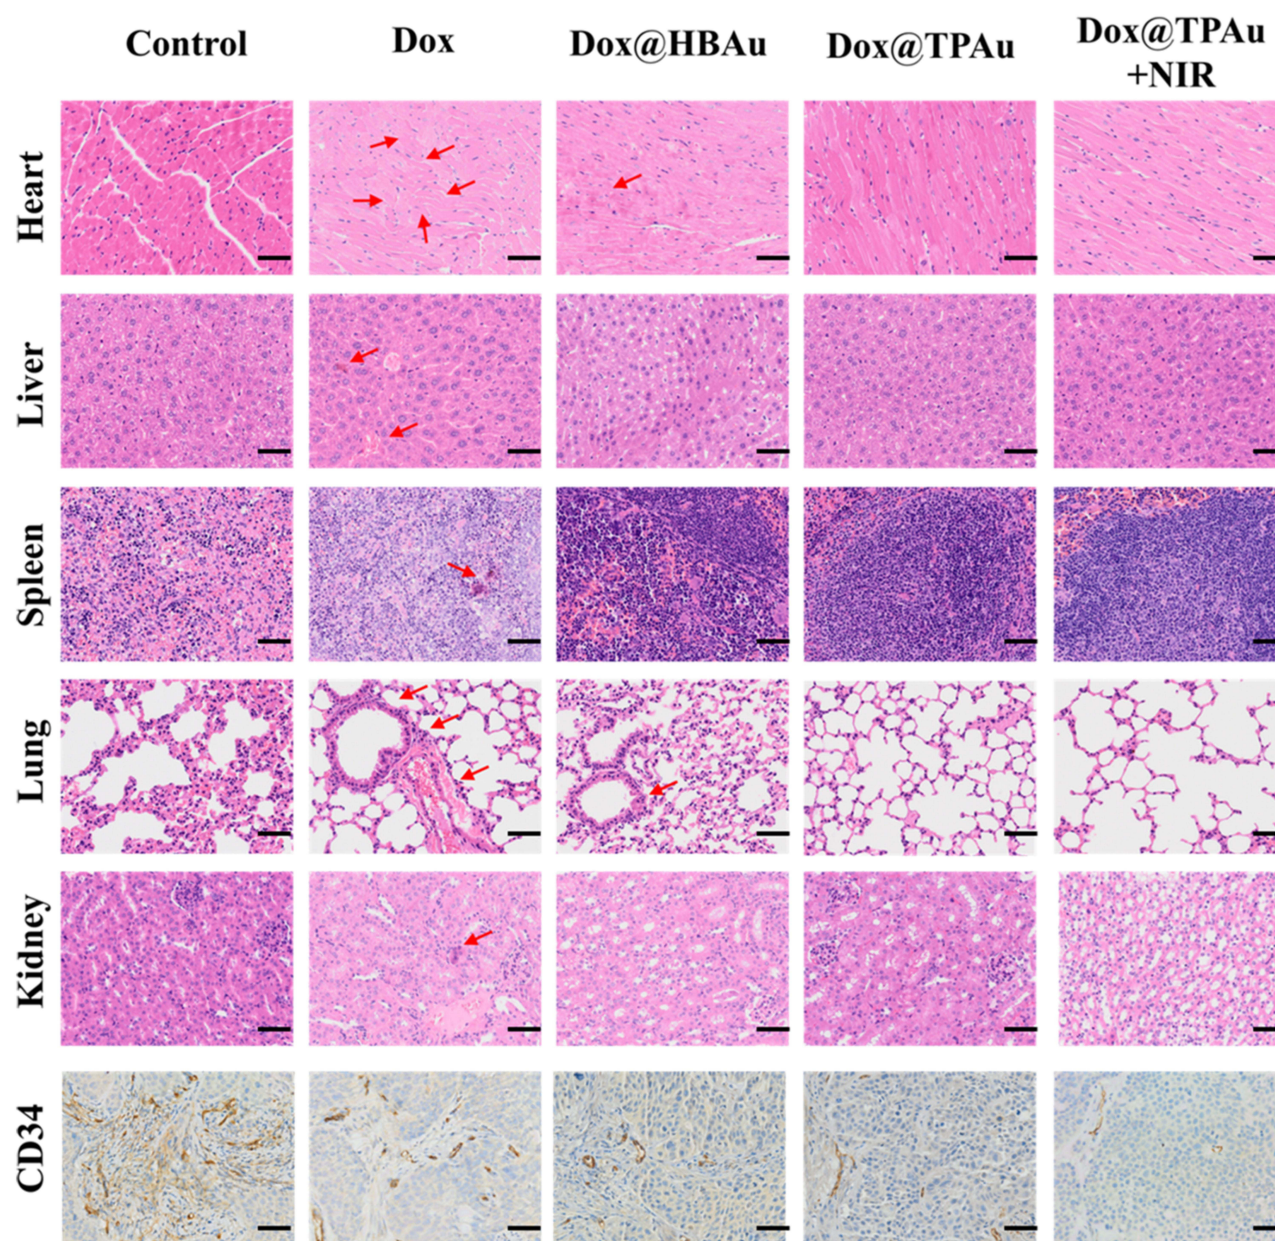 Control
Dox
Dox@HBAu
Dox@TPAu
Dox@TPAu
+NIR
Heart
Liver
Spleen
Lung
Kidney
CD34